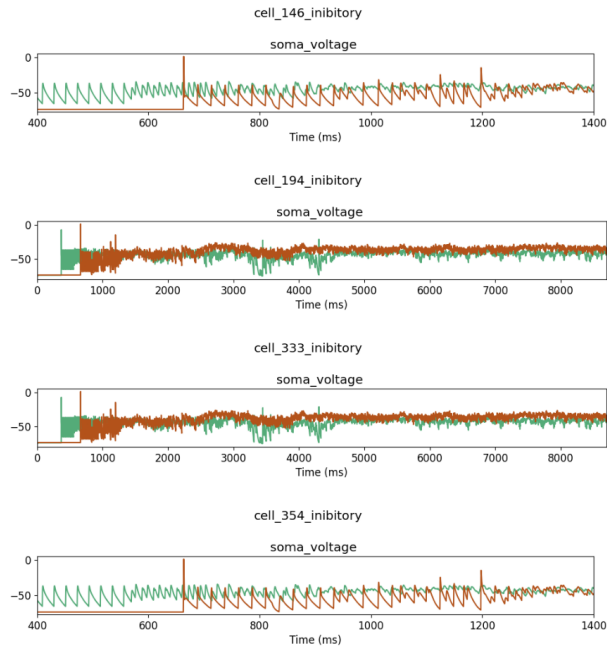 cell_146_inibitory
soma_voltage
0
−50
400 600 800 1000 1200 1400
Time (ms)
cell_194_inibitory
soma_voltage
0
−50
0 1000 2000 3000 4000 5000 6000 7000 8000
Time (ms)
cell_333_inibitory
soma_voltage
0
−50
0 1000 2000 3000 4000 5000 6000 7000 8000
Time (ms)
cell_354_inibitory
soma_voltage
0
−50
400 600 800 1000 1200 1400
Time (ms)